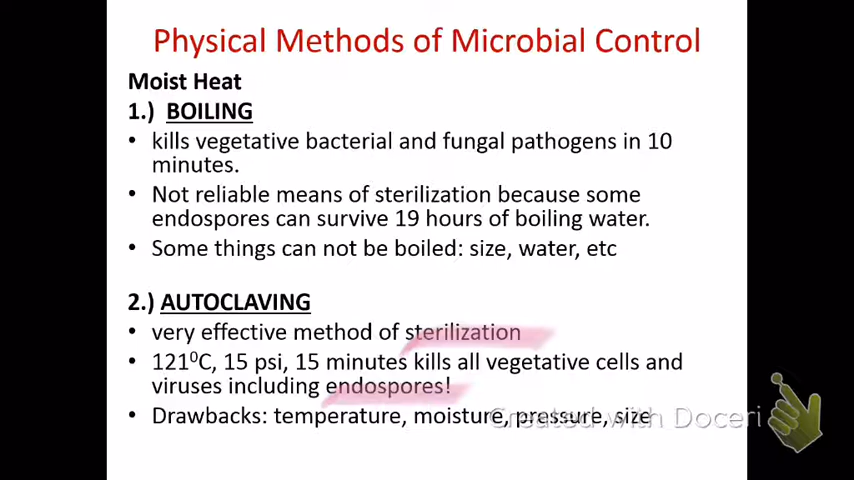 Physical Methods of Microbial Control
Moist Heat
1.) BOILING
• kills vegetative bacterial and fungal pathogens in 10
minutes.
• Not reliable means of sterilization because some
endospores can survive 19 hours of boiling water.
• Some things can not be boiled: size, water, etc
2.) AUTOCLAVING
• very effective method of sterilization
• 121⁰C, 15 psi, 15 minutes kills all vegetative cells and
viruses including endospores!
• Drawbacks: temperature, moisture, pressure, size
Created with Doceri